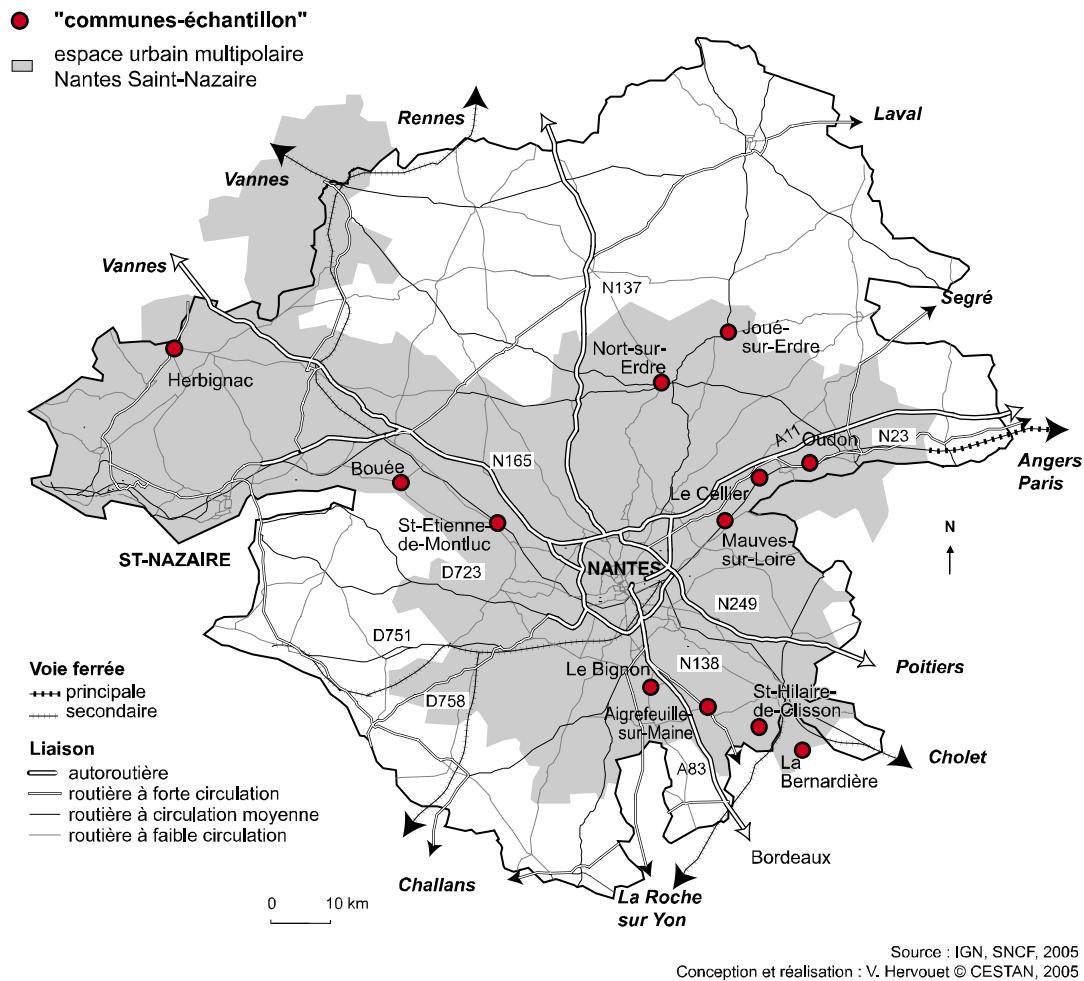 "communes-échantillon"
espace urbain multipolaire
Nantes Saint-Nazaire
Rennes
Laval
Vannes
Vannes
N137
Segré
Joué-
sur-Erdre
Nort-sur-
Erdre
Herbignac
A11
Oudon
N23
Angers
Paris
Bouée
N165
Le Cellier
St-Etienne-
de-Montluc
Mauves-
sur-Loire
N
ST-NAZAIRE
D723
NANTES
N249
D751
Le Bignon
N138
Poitiers
Voie ferrée
principale
secondaire
D758
St-Hilaire-
de-Clisson
Aigrefeuille-
sur-Maine
Liaison
autoroutière
routière à forte circulation
routière à circulation moyenne
routière à faible circulation
A83
La
Bernardière
Cholet
Bordeaux
Challans
La Roche
sur Yon
0 10 km
Source : IGN, SNCF, 2005
Conception et réalisation : V. Hervouet © CESTAN, 2005